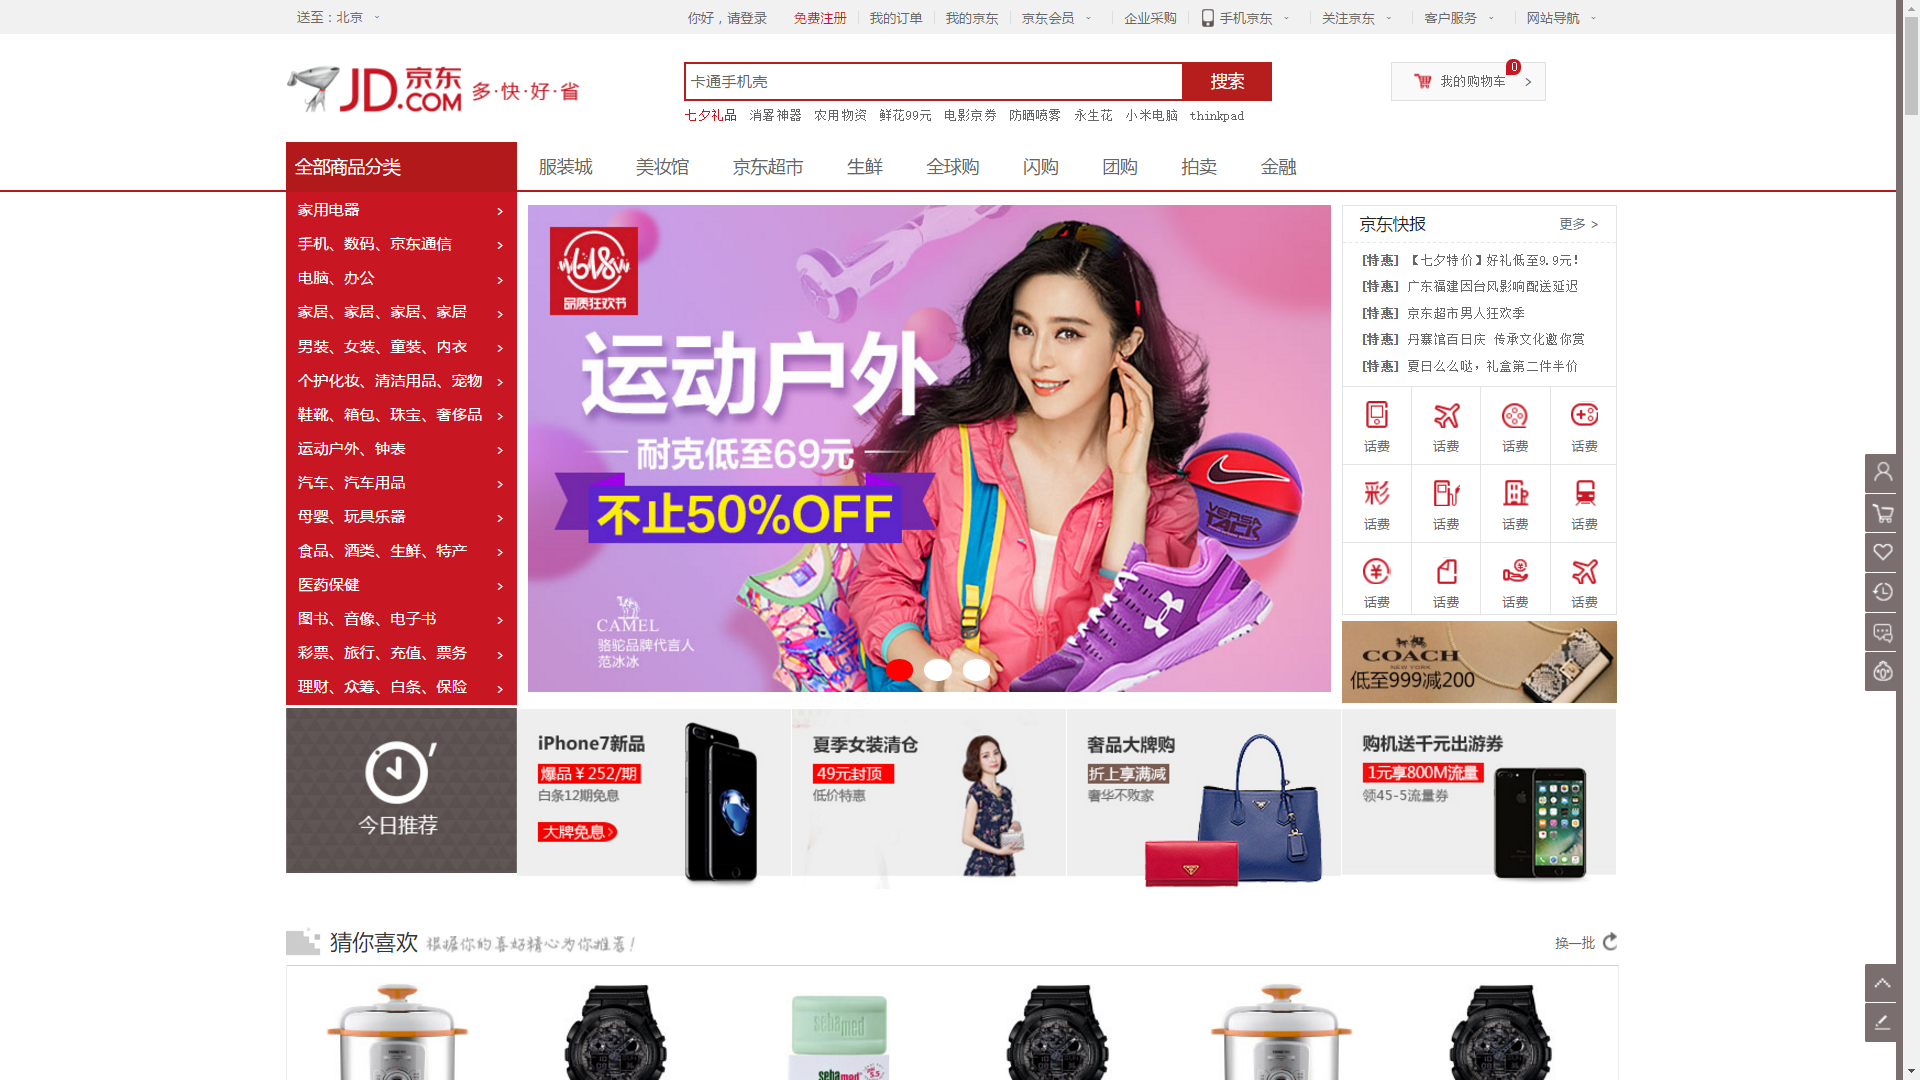 送至：北京
你好，请登录 免费注册 我的订单 我的京东 京东会员 企业采购 手机京东 关注京东 客户服务 网站导航
JD.COM 京东 多·快·好·省
卡通手机壳 搜索
我的购物车 0 >
七夕礼品 消暑神器 农用物资 鲜花99元 电影京券 防晒喷雾 永生花 小米电脑 thinkpad
全部商品分类 服装城 美妆馆 京东超市 生鲜 全球购 闪购 团购 拍卖 金融
家用电器 >
手机、数码、京东通信 >
电脑、办公 >
家居、家居、家居、家居 >
男装、女装、童装、内衣 >
个护化妆、清洁用品、宠物 >
鞋靴、箱包、珠宝、奢侈品 >
运动户外、钟表 >
汽车、汽车用品 >
母婴、玩具乐器 >
食品、酒类、生鲜、特产 >
医药保健 >
图书、音像、电子书 >
彩票、旅行、充值、票务 >
理财、众筹、白条、保险 >
618
品质狂欢节
运动户外
耐克低至69元
不止50%OFF
CAMEL
骆驼品牌代言人
范冰冰
VERSA
TACK
京东快报 更多 >
[特惠] 【七夕特价】好礼低至9.9元！
[特惠] 广东福建因台风影响配送延迟
[特惠] 京东超市男人狂欢季
[特惠] 丹寨馆百日庆 传承文化邀你赏
[特惠] 夏日么么哒，礼盒第二件半价
话费 话费 话费 话费
彩
话费 话费 话费 话费
话费 话费 话费 话费
COACH
NEW YORK
低至999减200
今日推荐
iPhone7新品
爆品￥252/期
白条12期免息
大牌免息>
夏季女装清仓
49元封顶
低价特惠
奢品大牌购
折上享满减
奢华不败家
购机送千元出游券
1元享800M流量
领45-5流量券
猜你喜欢 根据你的喜好精心为你推荐！ 换一批
sebamed
sebamed
5.5